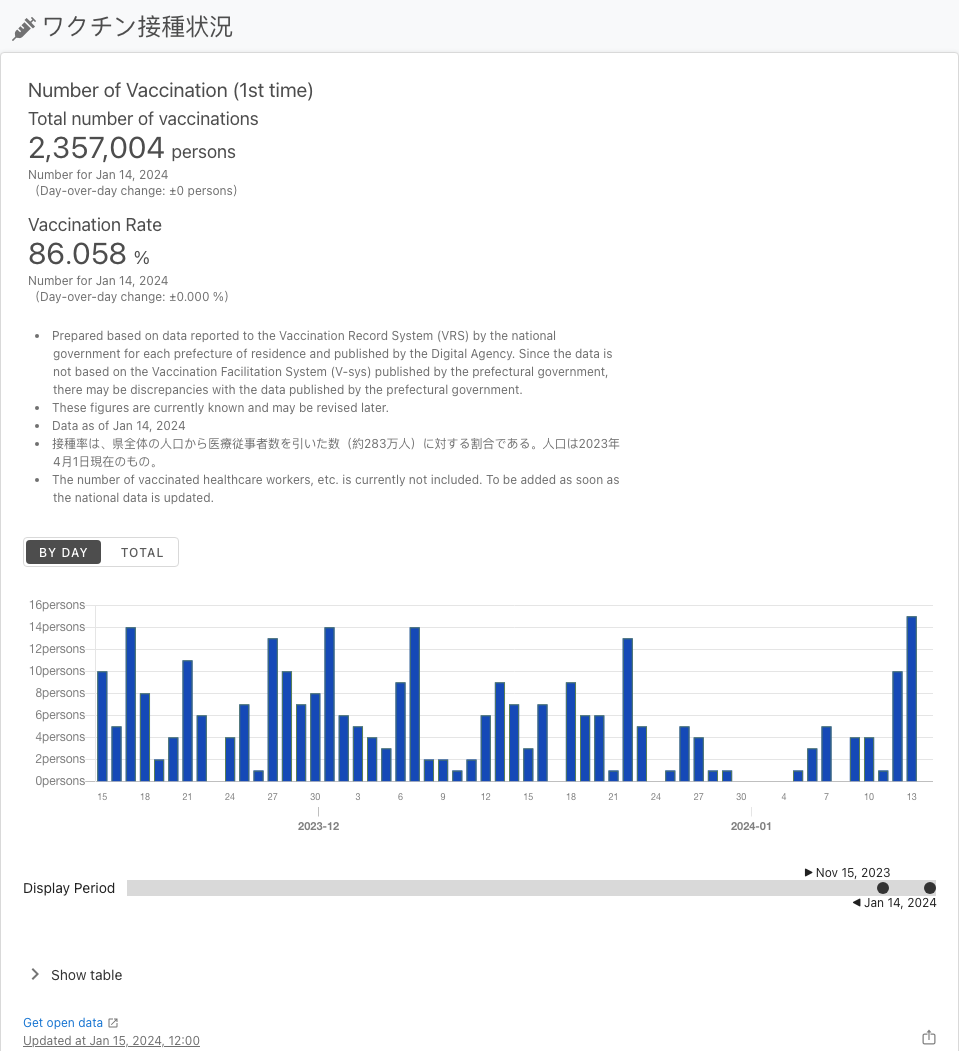 ワクチン接種状況
Number of Vaccination (1st time)
Total number of vaccinations
2,357,004 persons
Number for Jan 14, 2024
(Day-over-day change: ±0 persons)
Vaccination Rate
86.058 %
Number for Jan 14, 2024
(Day-over-day change: ±0.000 %)
• Prepared based on data reported to the Vaccination Record System (VRS) by the national
government for each prefecture of residence and published by the Digital Agency. Since the data is
not based on the Vaccination Facilitation System (V-sys) published by the prefectural government,
there may be discrepancies with the data published by the prefectural government.
• These figures are currently known and may be revised later.
• Data as of Jan 14, 2024
• 接種率は、県全体の人口から医療従事者数を引いた数（約283万人）に対する割合である。人口は2023年
4月1日現在のもの。
• The number of vaccinated healthcare workers, etc. is currently not included. To be added as soon as
the national data is updated.
BY DAY TOTAL
16persons
14persons
12persons
10persons
8persons
6persons
4persons
2persons
0persons
15 18 21 24 27 30 3 6 9 12 15 18 21 24 27 30 4 7 10 13
2023-12 2024-01
Nov 15, 2023
Display Period
Jan 14, 2024
Show table
Get open data
Updated at Jan 15, 2024, 12:00